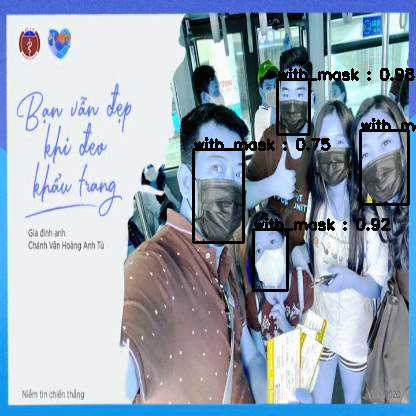 Bạn vẫn đẹp
khi đeo
khẩu trang
Gia đình anh
Chánh Văn Hoàng Anh Tú
Niềm tin chiến thắng
2020
with_mask : 0.98
with_m
with_mask : 0.75
with_mask : 0.92